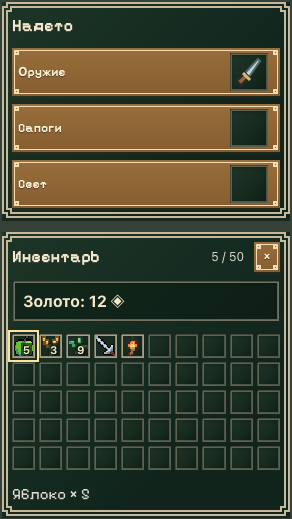 Надето
Оружие
Сапоги
Свет
Инвентарь 5 / 50 ×
Золото: 12 ◈
5 3 9
Яблоко × 5